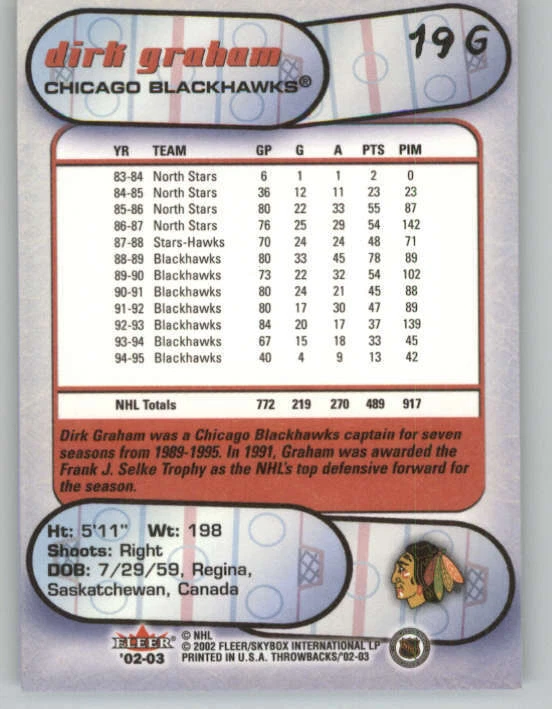 dirk graham
CHICAGO BLACKHAWKS®
19 G
YR TEAM GP G A PTS PIM
83-84 North Stars 6 1 1 2 0
84-85 North Stars 36 12 11 23 23
85-86 North Stars 80 22 33 55 87
86-87 North Stars 76 25 29 54 142
87-88 Stars-Hawks 70 24 24 48 71
88-89 Blackhawks 80 33 45 78 89
89-90 Blackhawks 73 22 32 54 102
90-91 Blackhawks 80 24 21 45 88
91-92 Blackhawks 80 17 30 47 89
92-93 Blackhawks 84 20 17 37 139
93-94 Blackhawks 67 15 18 33 45
94-95 Blackhawks 40 4 9 13 42
NHL Totals 772 219 270 489 917
Dirk Graham was a Chicago Blackhawks captain for seven
seasons from 1989-1995. In 1991, Graham was awarded the
Frank J. Selke Trophy as the NHL's top defensive forward for
the season.
Ht: 5'11" Wt: 198
Shoots: Right
DOB: 7/29/59, Regina,
Saskatchewan, Canada
FLEER
'02-03
© NHL
© 2002 FLEER/SKYBOX INTERNATIONAL LP
PRINTED IN U.S.A. THROWBACKS/'02-03